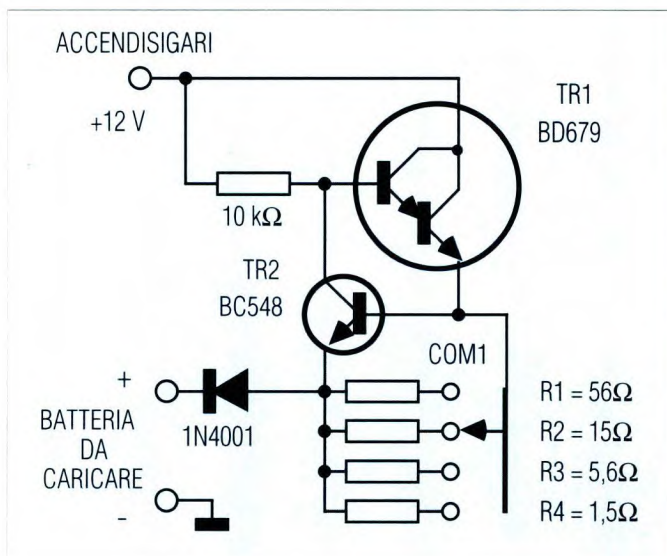 ACCENDISIGARI
+12 V
TR1
BD679
10 kΩ
TR2
BC548
COM1
+
BATTERIA
DA
CARICARE
-
1N4001
R1 = 56Ω
R2 = 15Ω
R3 = 5,6Ω
R4 = 1,5Ω